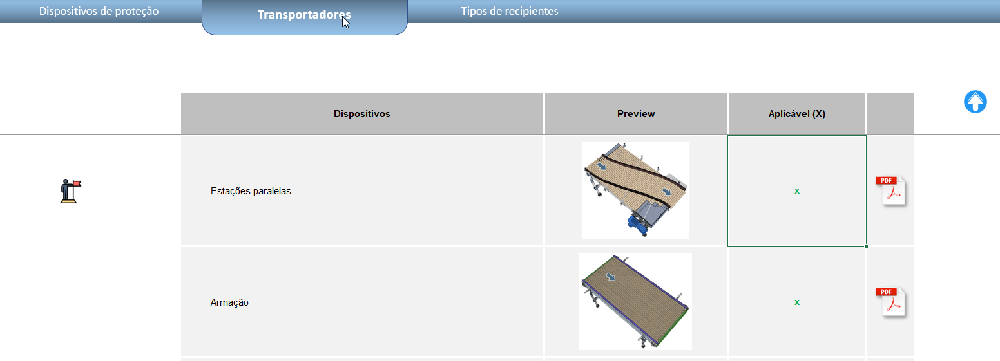 Dispositivos de proteção
Transportadores
Tipos de recipientes
Dispositivos
Preview
Aplicável (X)
Estações paralelas
x
PDF
Armação
x
PDF